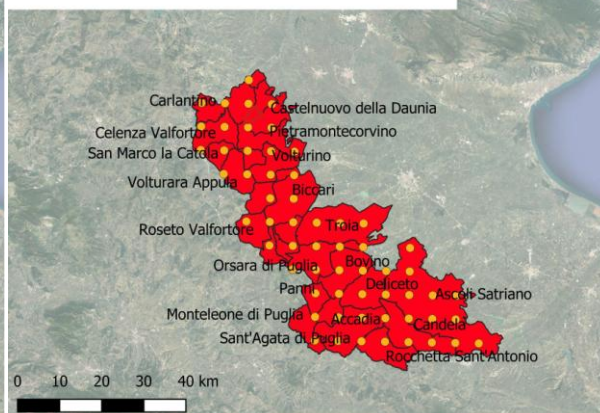 Carlantino
Castelnuovo della Daunia
Celenza Valfortore
Pietramontecorvino
San Marco la Catola
Volturino
Volturara Appula
Biccari
Roseto Valfortore
Troia
Orsara di Puglia
Bovino
Panni
Deliceto
Ascoli Satriano
Monteleone di Puglia
Accadia
Candela
Sant'Agata di Puglia
Rocchetta Sant'Antonio
0 10 20 30 40 km